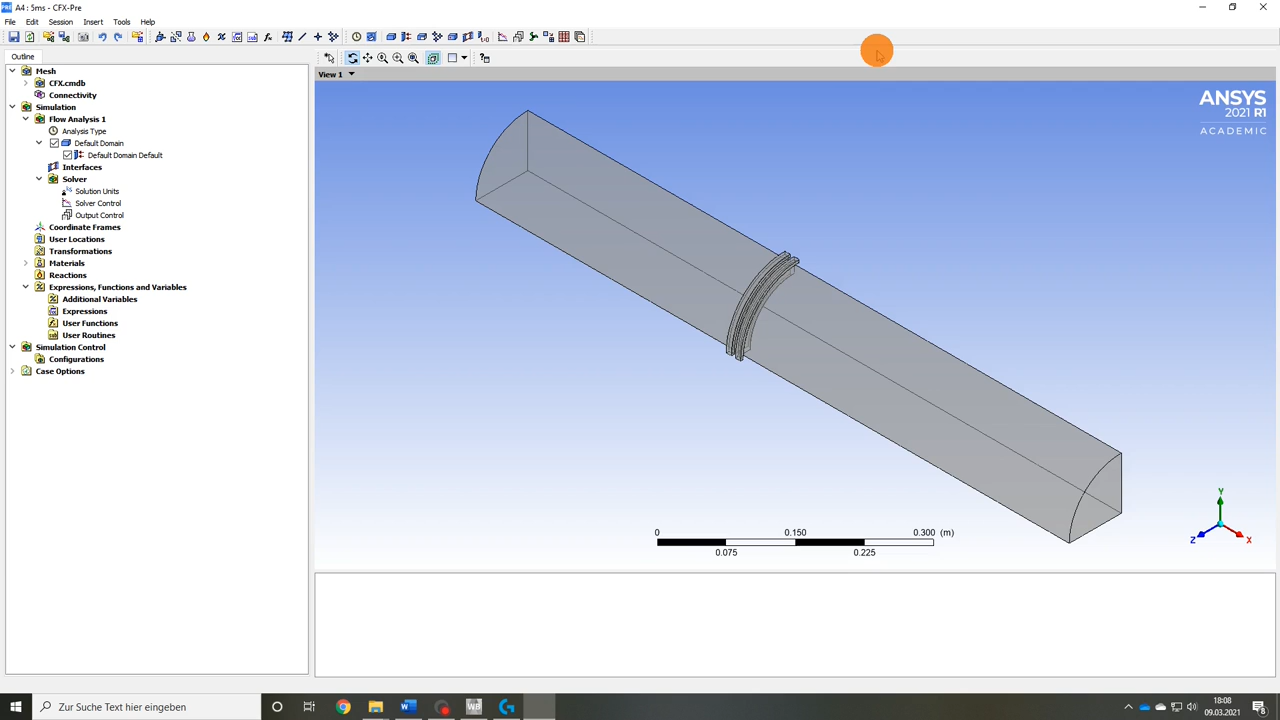 A4 : 5ms - CFX-Pre
File Edit Session Insert Tools Help
Outline
Mesh
CFX.cmdb
Connectivity
Simulation
Flow Analysis 1
Analysis Type
Default Domain
Default Domain Default
Interfaces
Solver
Solution Units
Solver Control
Output Control
Coordinate Frames
User Locations
Transformations
Materials
Reactions
Expressions, Functions and Variables
Additional Variables
Expressions
User Functions
User Routines
Simulation Control
Configurations
Case Options
View 1
ANSYS
2021 R1
ACADEMIC
0 0.150 0.300 (m)
0.075 0.225
Y
Z X
Zur Suche Text hier eingeben
18:08
09.03.2021